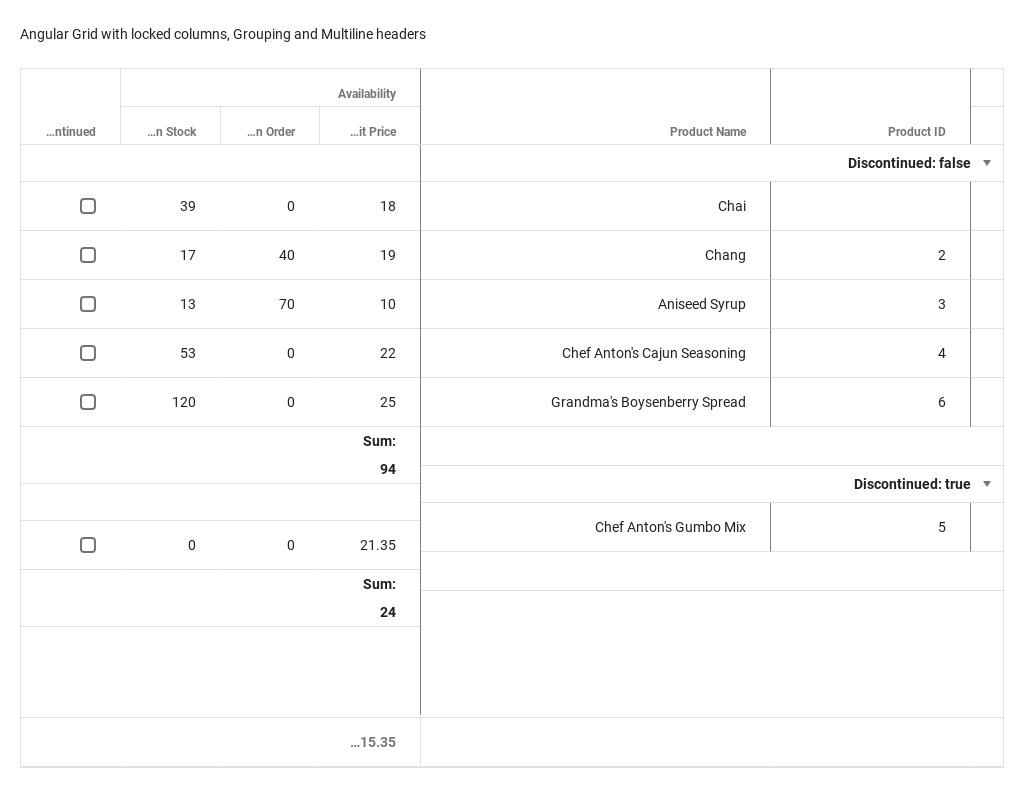 Angular Grid with locked columns, Grouping and Multiline headers
Availability
…ntinued …n Stock …n Order …it Price Product Name Product ID
Discontinued: false
39 0 18 Chai
17 40 19 Chang 2
13 70 10 Aniseed Syrup 3
53 0 22 Chef Anton's Cajun Seasoning 4
120 0 25 Grandma's Boysenberry Spread 6
Sum:
94
Discontinued: true
Chef Anton's Gumbo Mix 5
0 0 21.35
Sum:
24
…15.35